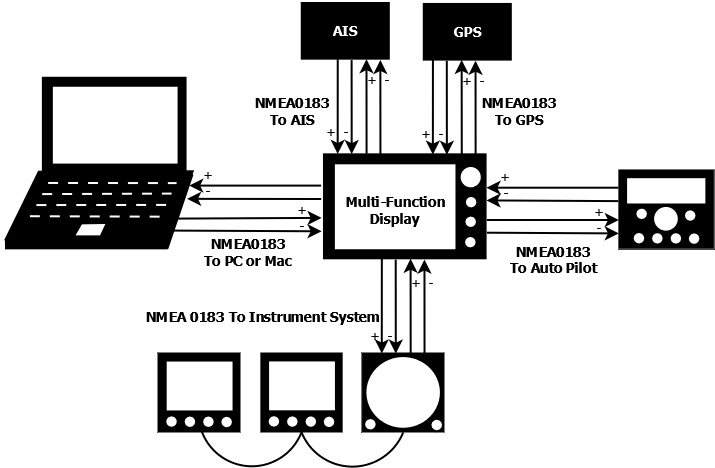 AIS
GPS
+ -
+ -
NMEA0183
To AIS
NMEA0183
To GPS
+ -
+ -
+
-
+
-
Multi-Function
Display
+
-
+
-
NMEA0183
To PC or Mac
NMEA0183
To Auto Pilot
+ -
NMEA 0183 To Instrument System
+ -